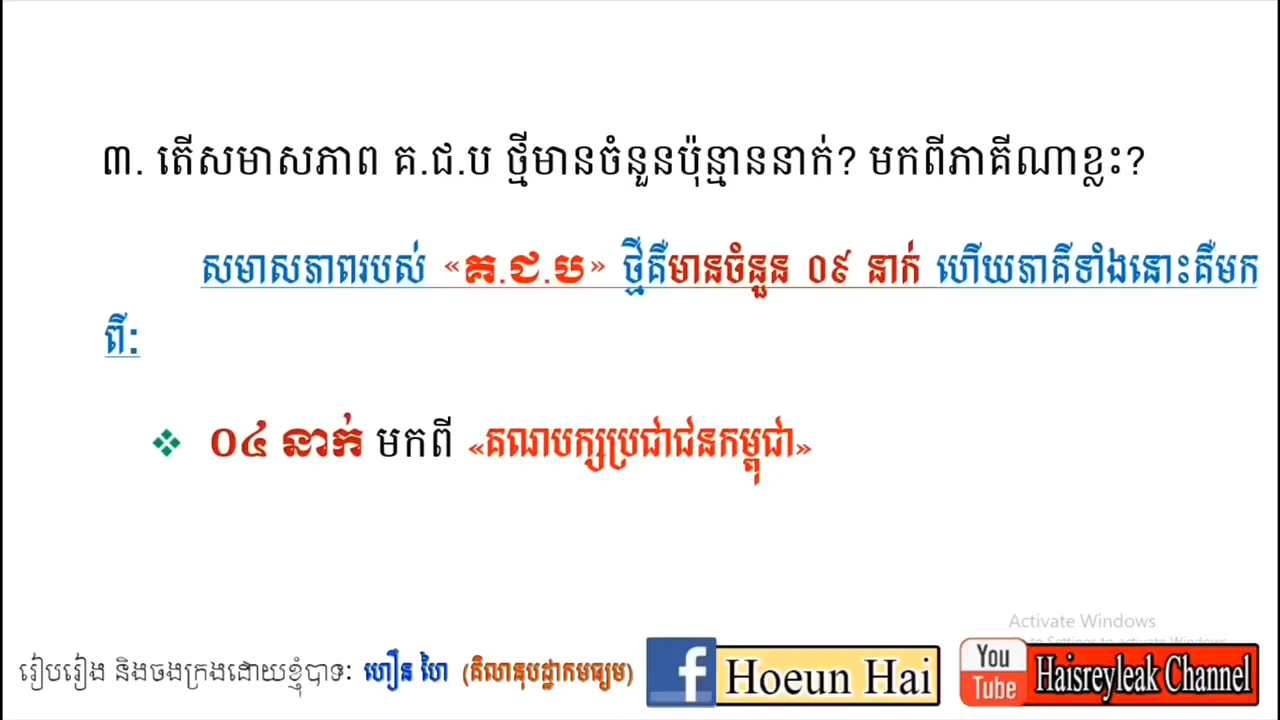 ៣. តើសមាសភាព គ.ជ.ប ថ្មីមានចំនួនប៉ុន្មាននាក់? មកពីភាគីណាខ្លះ?
សមាសភាពរបស់ «គ.ជ.ប» ថ្មីគឺមានចំនួន ០៩ នាក់ ហើយភាគីទាំងនោះគឺមក
ពីៈ
❖ ០៤ នាក់ មកពី «គណបក្សប្រជាជនកម្ពុជា»
Activate Windows
to Settings to activate Windows
រៀបរៀង និងចងក្រងដោយខ្ញុំបាទៈ ហឿន ហៃ (គិលានុបដ្ឋាកមធ្យម)
f Hoeun Hai
You Tube Haisreyleak Channel